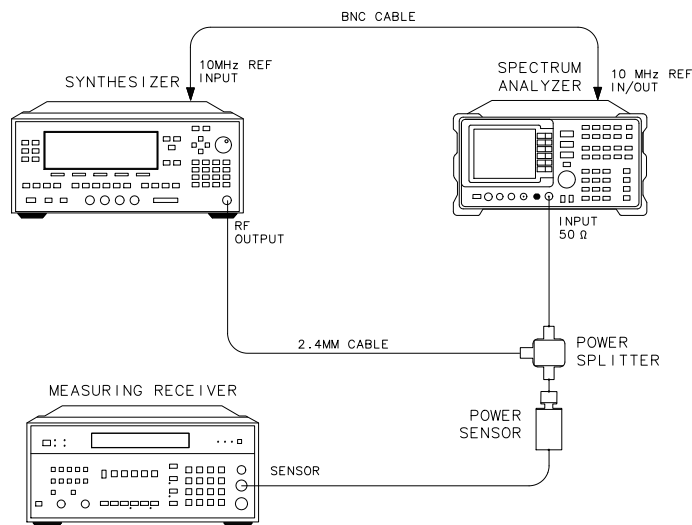 BNC CABLE
10MHz REF
INPUT
SYNTHESIZER
SPECTRUM
ANALYZER
10 MHz REF
IN/OUT
RF
OUTPUT
INPUT
50 Ω
2.4MM CABLE
POWER
SPLITTER
MEASURING RECEIVER
POWER
SENSOR
SENSOR